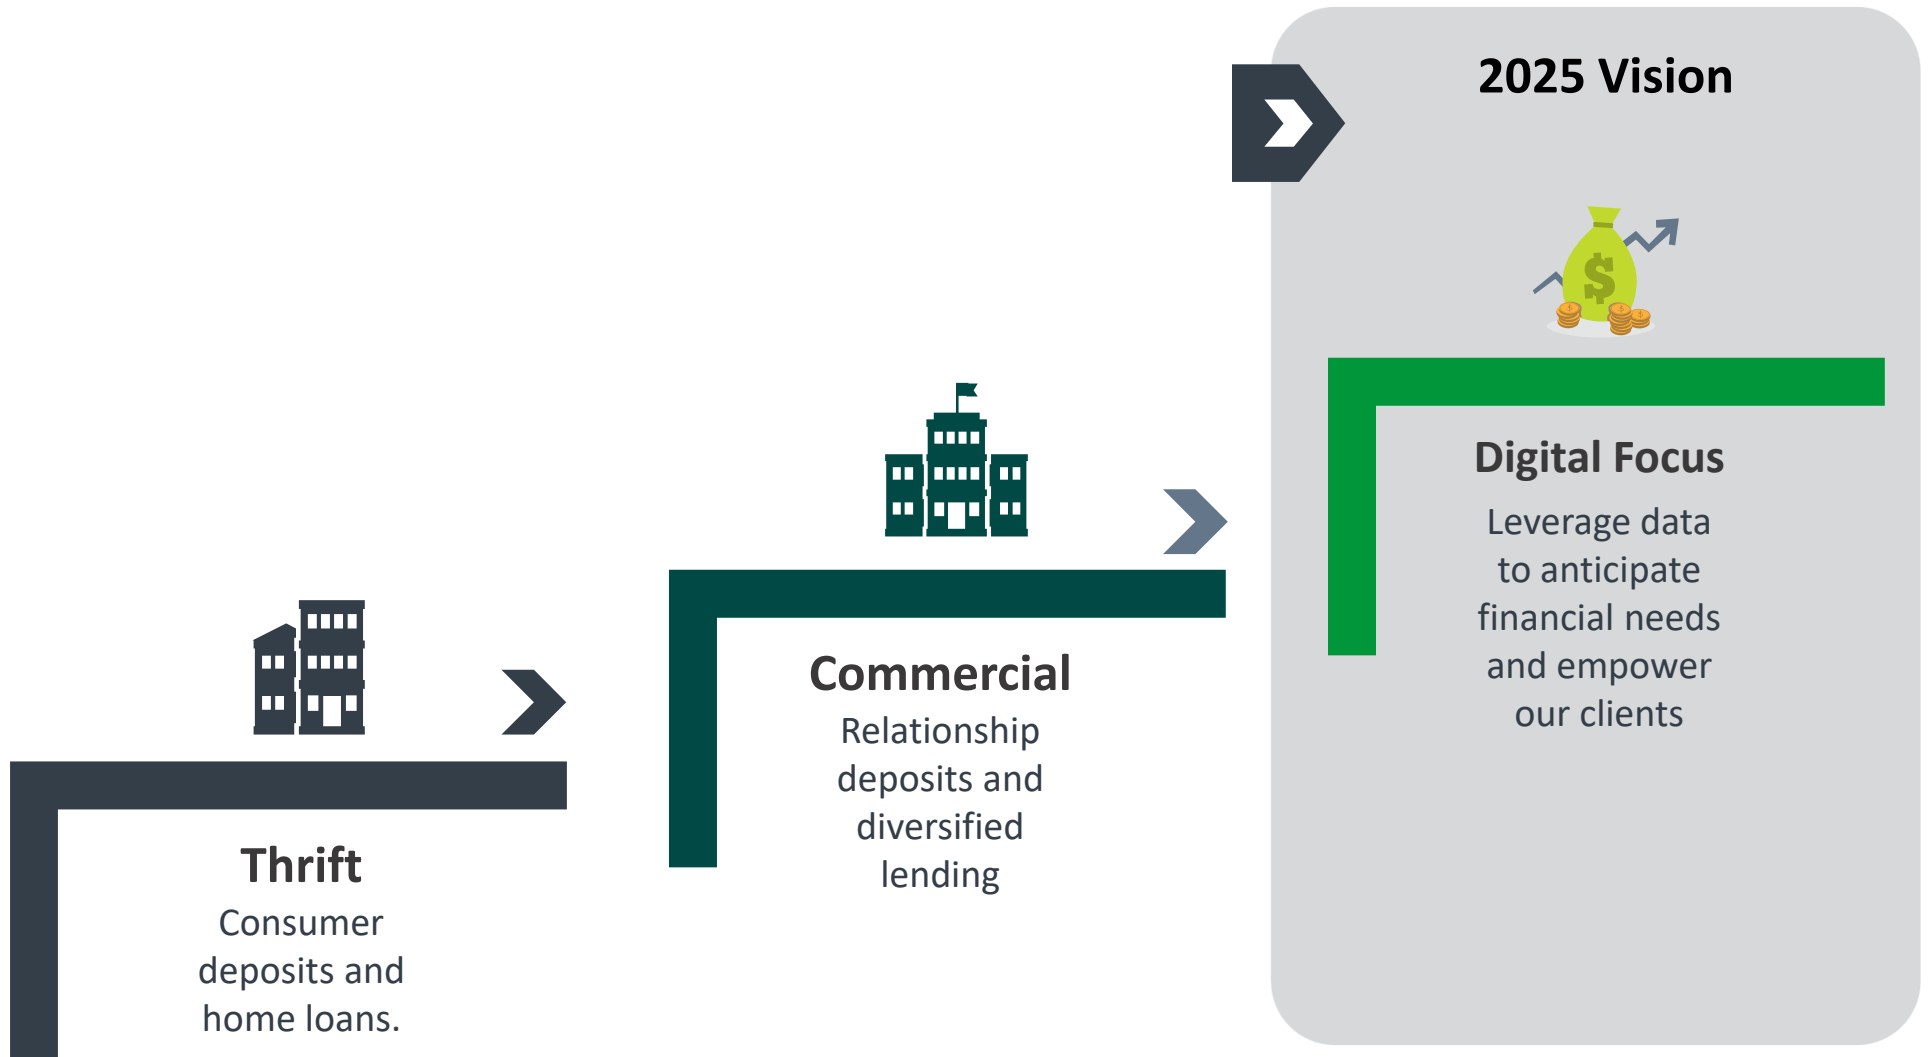 2025 Vision
$
Digital Focus
Leverage data
to anticipate
financial needs
and empower
our clients
Commercial
Relationship
deposits and
diversified
lending
Thrift
Consumer
deposits and
home loans.